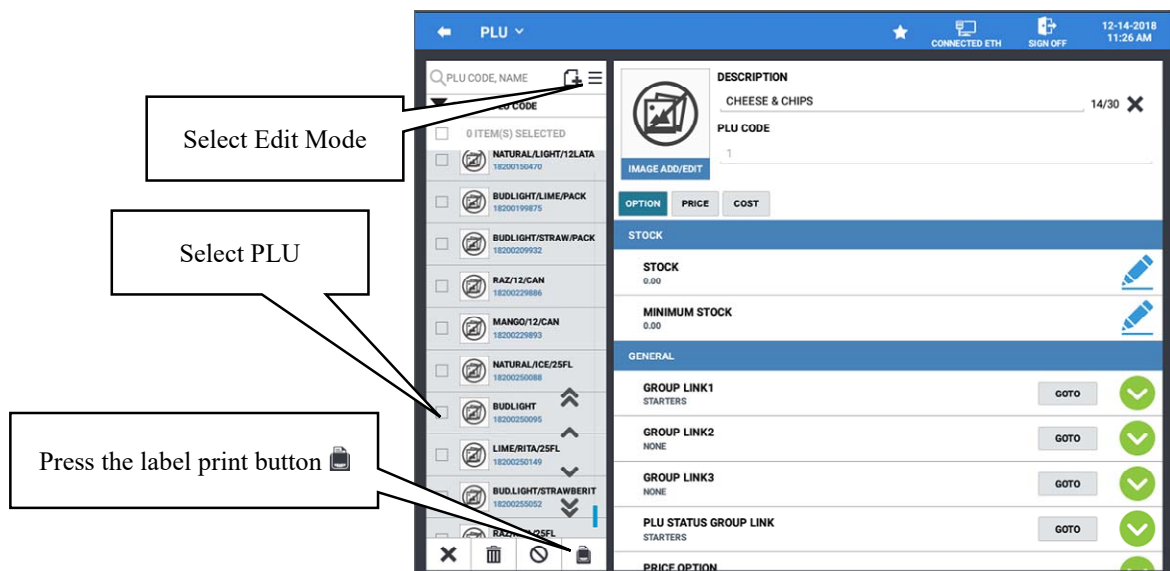 PLU
CONNECTED ETH
SIGN OFF
12-14-2018
11:26 AM
Select Edit Mode
Select PLU
Press the label print button
PLU CODE, NAME
CODE
0 ITEM(S) SELECTED
NATURAL/LIGHT/12LATA
18200150470
BUDLIGHT/LIME/PACK
18200199875
BUDLIGHT/STRAW/PACK
18200209932
RAZ/12/CAN
18200229886
MANGO/12/CAN
18200229893
NATURAL/ICE/25FL
18200250088
BUDLIGHT
18200250095
LIME/RITA/25FL
18200250149
BUD.LIGHT/STRAWBERIT
18200255052
DESCRIPTION
CHEESE & CHIPS
14/30
PLU CODE
1
IMAGE ADD/EDIT
OPTION PRICE COST
STOCK
STOCK
0.00
MINIMUM STOCK
0.00
GENERAL
GROUP LINK1
STARTERS
GOTO
GROUP LINK2
NONE
GOTO
GROUP LINK3
NONE
GOTO
PLU STATUS GROUP LINK
STARTERS
GOTO
PRICE OPTION